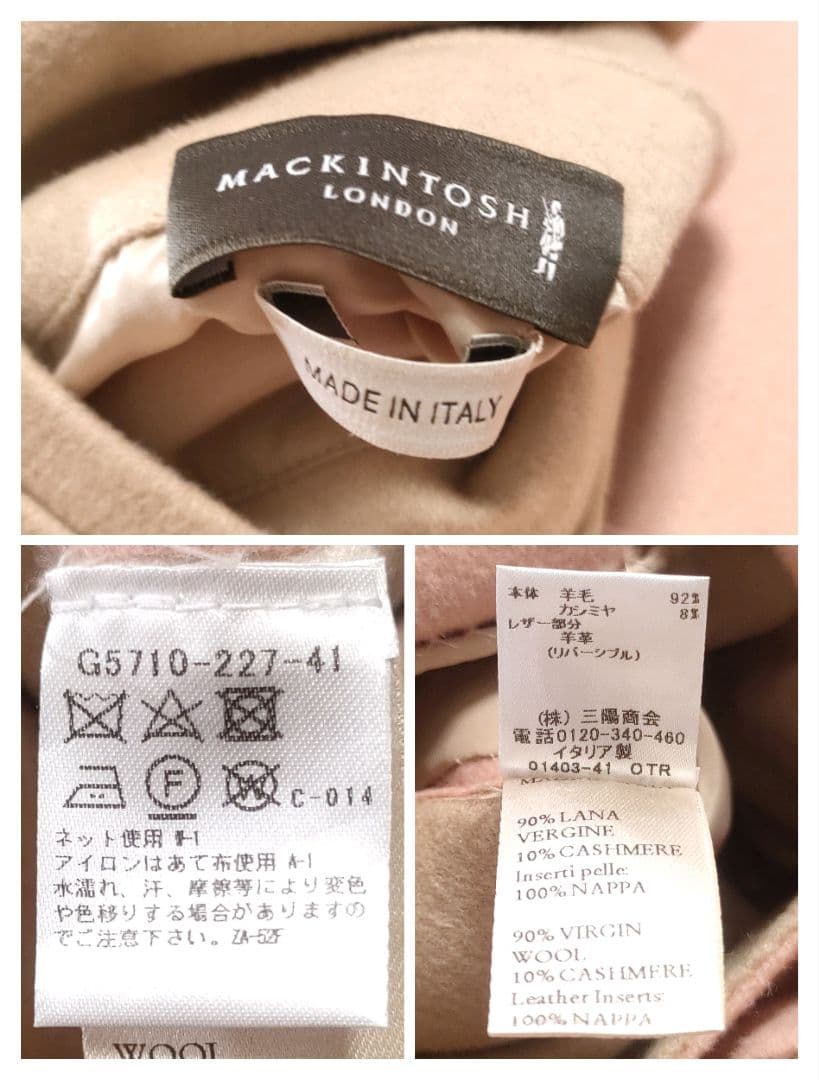 MACKINTOSH
LONDON
MADE IN ITALY
G5710-227-41
F
W
C-014
ネット使用 W-1
アイロンはあて布使用 A-1
水濡れ、汗、摩擦等により変色
や色移りする場合がありますの
でご注意下さい。ZA-52F
WOOL
本体 羊毛 92%
カシミヤ 8%
レザー部分
羊革
(リバーシブル)
(株) 三陽商会
電話0120-340-460
イタリア製
01403-41 OTR
90% LANA
VERGINE
10% CASHMERE
Inserti pelle:
100% NAPPA
90% VIRGIN
WOOL
10% CASHMERE
Leather Inserts:
100% NAPPA